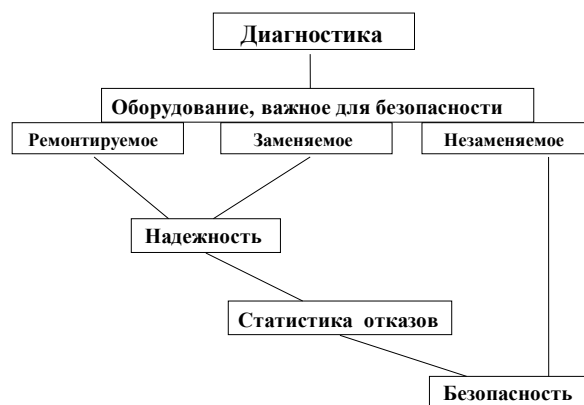 Диагностика
Оборудование, важное для безопасности
Ремонтируемое
Заменяемое
Незаменяемое
Надежность
Статистика отказов
Безопасность